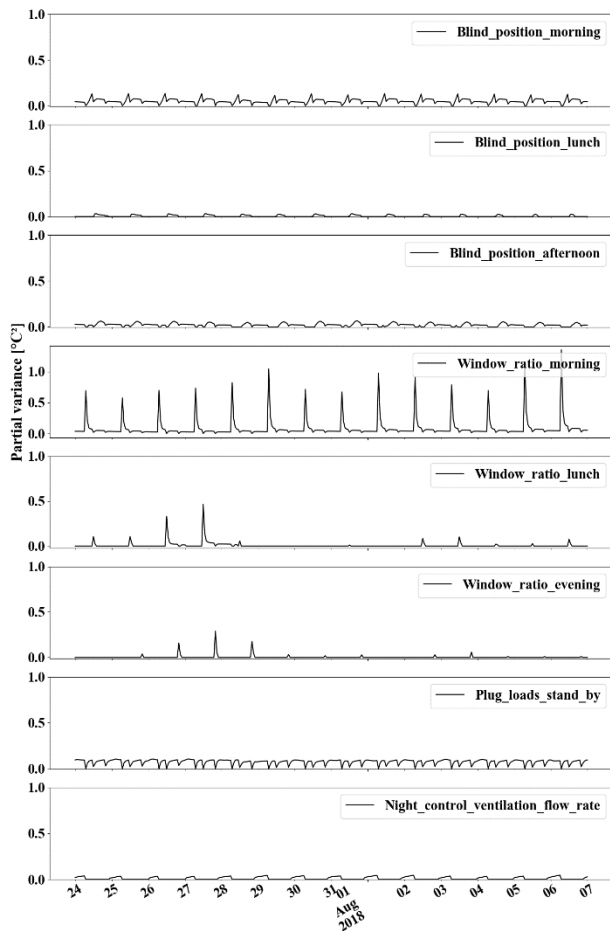 1.0
0.5
0.0
Blind_position_morning
1.0
0.5
0.0
Blind_position_lunch
1.0
0.5
0.0
Blind_position_afternoon
Partial variance [°C²]
1.0
0.5
0.0
Window_ratio_morning
1.0
0.5
0.0
Window_ratio_lunch
1.0
0.5
0.0
Window_ratio_evening
1.0
0.5
0.0
Plug_loads_stand_by
1.0
0.5
0.0
Night_control_ventilation_flow_rate
24 25 26 27 28 29 30 31 01 02 03 04 05 06 07
Aug
2018